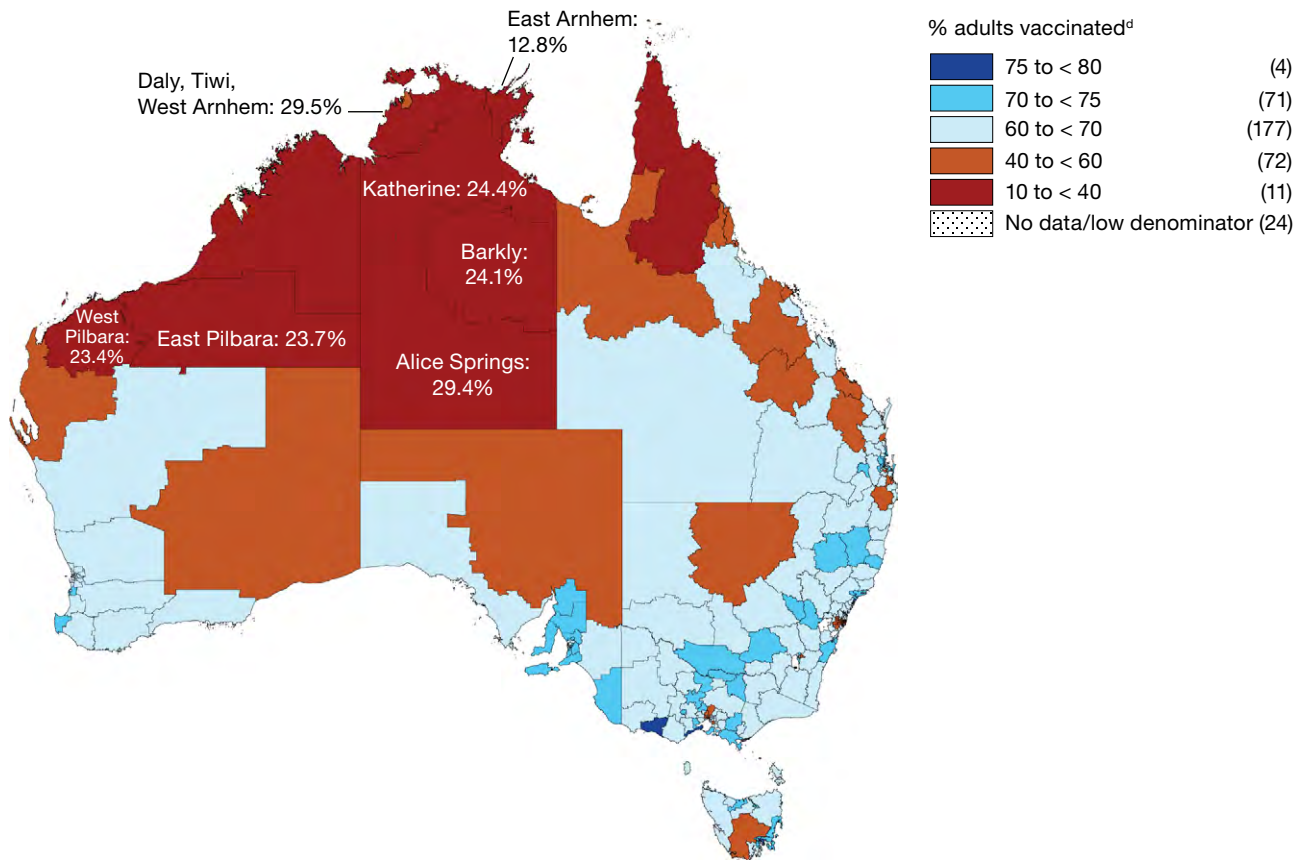 East Arnhem:
12.8%
Daly, Tiwi,
West Arnhem: 29.5%
Katherine: 24.4%
Barkly:
24.1%
West
Pilbara:
23.4%
East Pilbara: 23.7%
Alice Springs:
29.4%
% adults vaccinatedᵈ
75 to < 80 (4)
70 to < 75 (71)
60 to < 70 (177)
40 to < 60 (72)
10 to < 40 (11)
No data/low denominator (24)